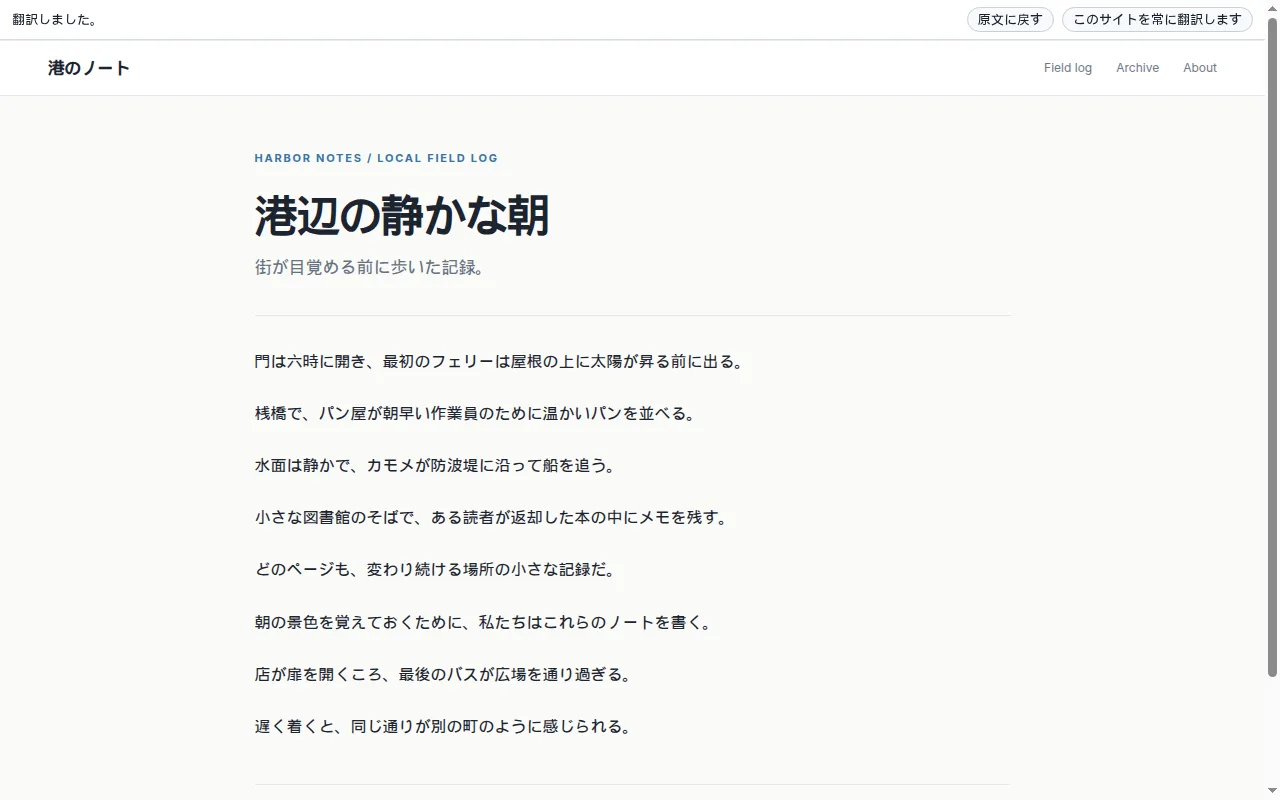 翻訳しました。
原文に戻す
このサイトを常に翻訳します
港のノート
Field log
Archive
About
HARBOR NOTES / LOCAL FIELD LOG
港辺の静かな朝
街が目覚める前に歩いた記録。
門は六時に開き、最初のフェリーは屋根の上に太陽が昇る前に出る。
桟橋で、パン屋が朝早い作業員のために温かいパンを並べる。
水面は静かで、カモメが防波堤に沿って船を追う。
小さな図書館のそばで、ある読者が返却した本の中にメモを残す。
どのページも、変わり続ける場所の小さな記録だ。
朝の景色を覚えておくために、私たちはこれらのノートを書く。
店が扉を開くころ、最後のバスが広場を通り過ぎる。
遅く着くと、同じ通りが別の町のように感じられる。